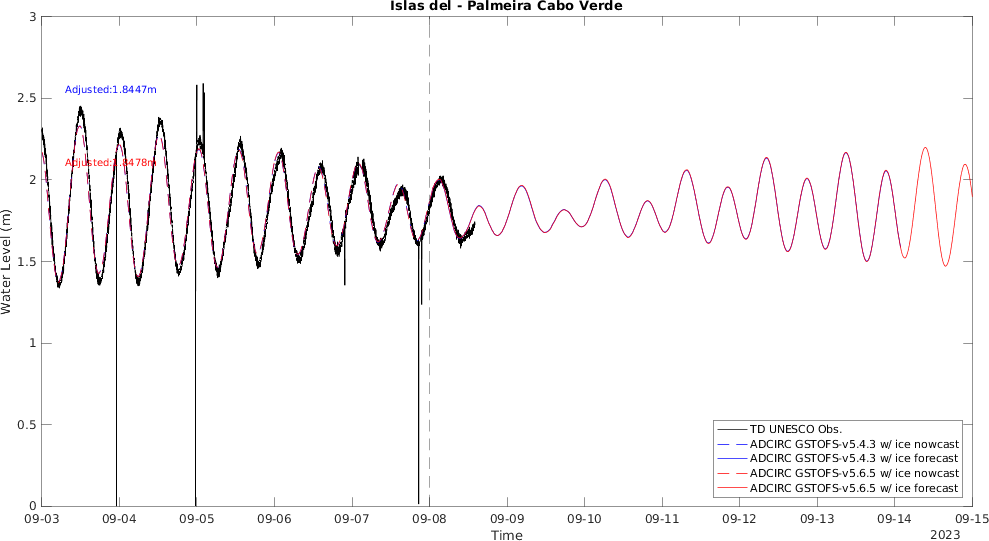 Islas del - Palmeira Cabo Verde
3
2.5
2
1.5
1
0.5
0
Water Level (m)
Adjusted:1.8447m
Adjusted:1.8478m
TD UNESCO Obs.
ADCIRC GSTOFS-v5.4.3 w/ ice nowcast
ADCIRC GSTOFS-v5.4.3 w/ ice forecast
ADCIRC GSTOFS-v5.6.5 w/ ice nowcast
ADCIRC GSTOFS-v5.6.5 w/ ice forecast
09-03 09-04 09-05 09-06 09-07 09-08 09-09 09-10 09-11 09-12 09-13 09-14 09-15
Time
2023